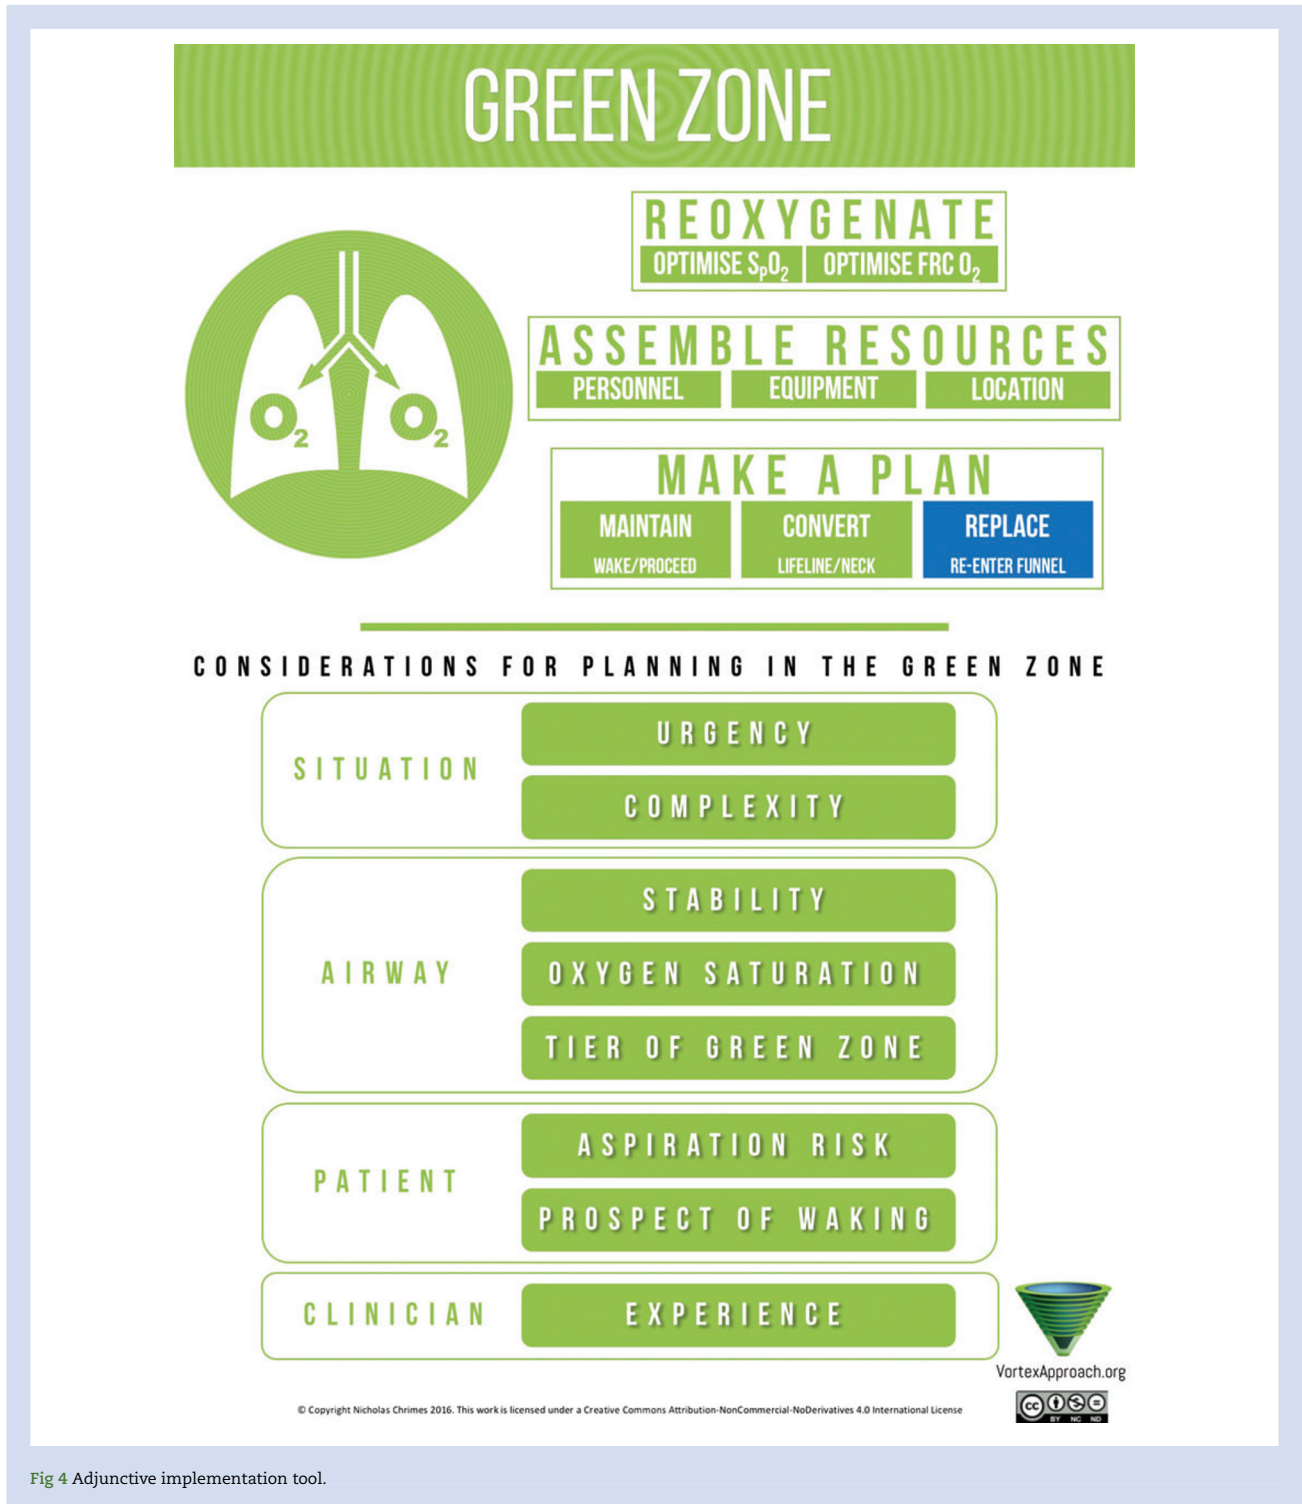 GREEN ZONE
REOXYGENATE
OPTIMISE SpO2 OPTIMISE FRC O2
ASSEMBLE RESOURCES
PERSONNEL EQUIPMENT LOCATION
O2 O2
MAKE A PLAN
MAINTAIN CONVERT REPLACE
WAKE/PROCEED LIFELINE/NECK RE-ENTER FUNNEL
CONSIDERATIONS FOR PLANNING IN THE GREEN ZONE
SITUATION
URGENCY
COMPLEXITY
AIRWAY
STABILITY
OXYGEN SATURATION
TIER OF GREEN ZONE
PATIENT
ASPIRATION RISK
PROSPECT OF WAKING
CLINICIAN
EXPERIENCE
VortexApproach.org
© Copyright Nicholas Chrimes 2016. This work is licensed under a Creative Commons Attribution-NonCommercial-NoDerivatives 4.0 International License
cc
BY NC ND
Fig 4 Adjunctive implementation tool.